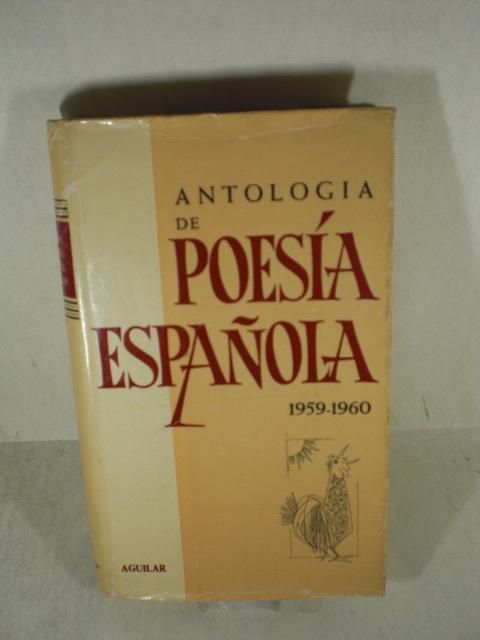 ANTOLOGIA
DE
POESÍA
ESPAÑOLA
1959-1960
AGUILAR